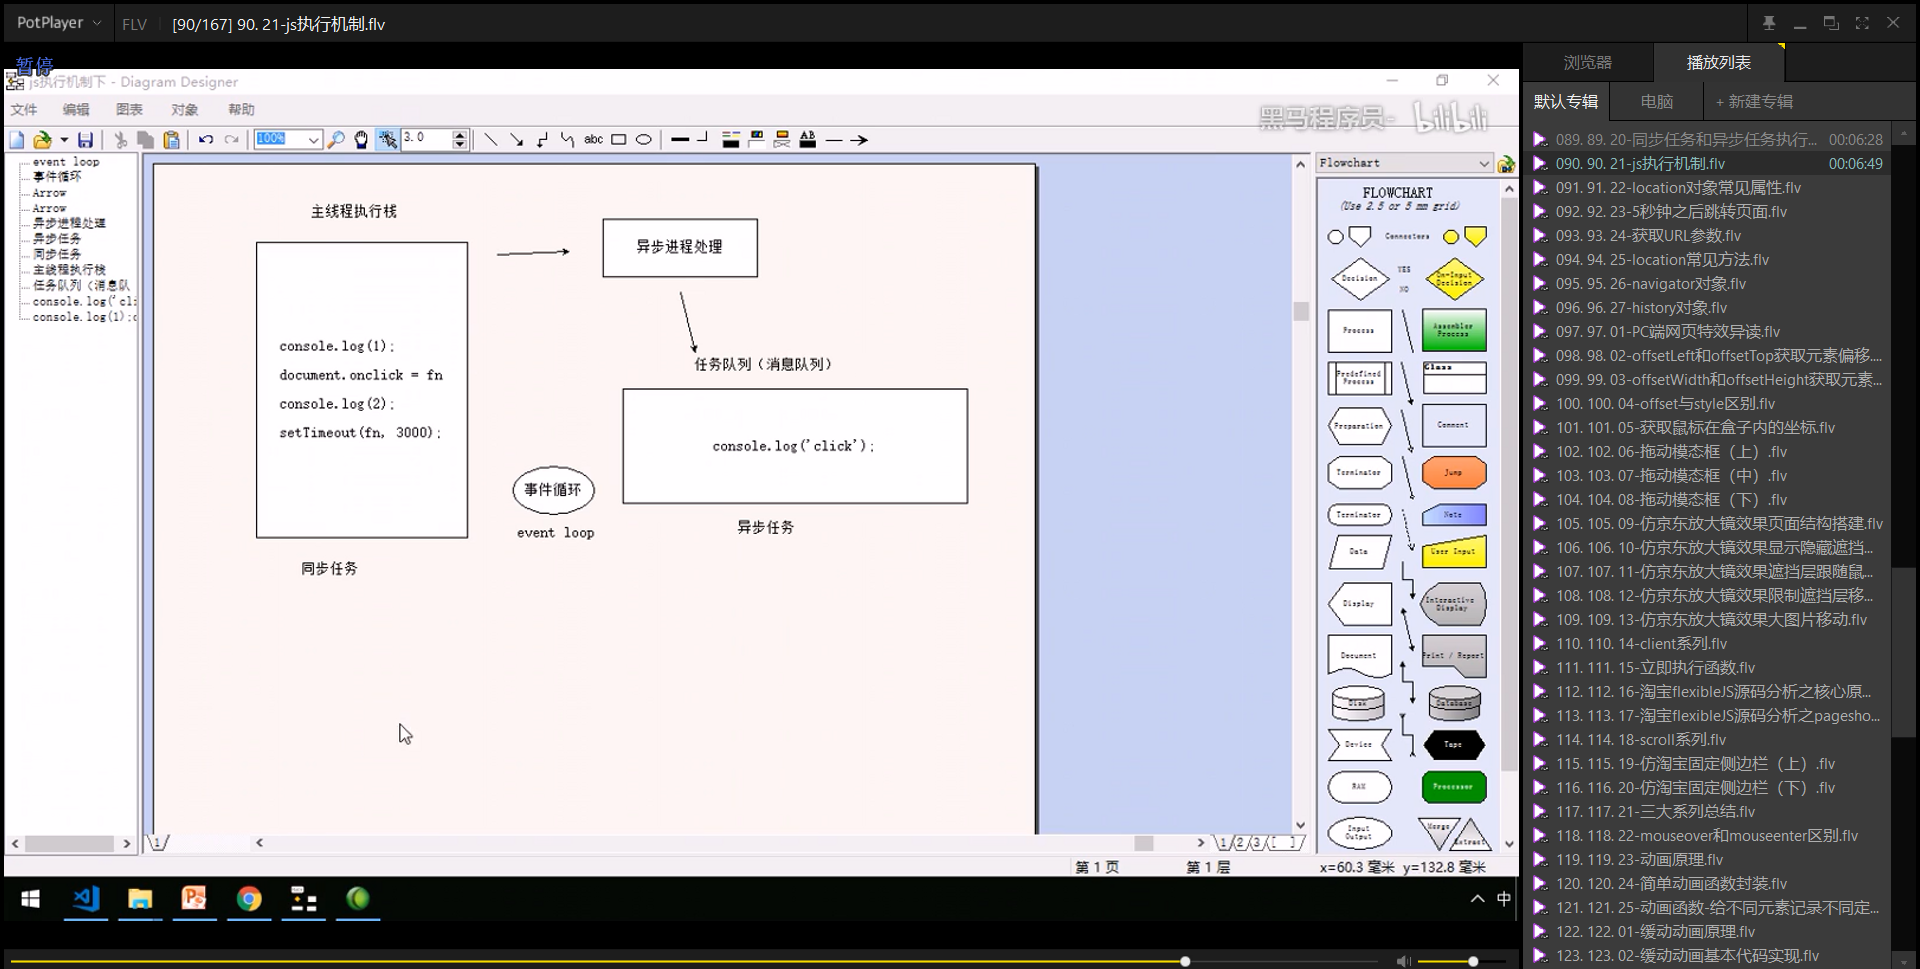 PotPlayer
FLV
[90/167] 90. 21-js执行机制.flv
暂停
js执行机制下 - Diagram Designer
文件 编辑 图表 对象 帮助
黑马程序员- bilibili
100%
3.0
abc
AB
event loop
事件循环
Arrow
Arrow
异步进程处理
异步任务
同步任务
主线程执行栈
任务队列（消息队
console.log('cli
console.log(1);c
主线程执行栈
异步进程处理
console.log(1);
document.onclick = fn
console.log(2);
setTimeout(fn, 3000);
任务队列（消息队列）
console.log('click');
事件循环
event loop
异步任务
同步任务
Flowchart
FLOWCHART
(Use 2.5 or 5 mm grid)
Connectors
Decision
YES
NO
On-Input
Decision
Process
Assembler
Process
Predefined
Process
Class
Preparation
Comment
Terminator
Jump
Terminator
Note
Data
User Input
Display
Interactive
Display
Document
Print / Report
Disk
Database
Device
Tape
RAM
Processor
Input
Output
Merge
Extract
1
1/2/3/[ ]
第 1 页
第 1 层
x=60.3 毫米 y=132.8 毫米
中
浏览器
播放列表
默认专辑
电脑
+ 新建专辑
089. 89. 20-同步任务和异步任务执行... 00:06:28
090. 90. 21-js执行机制.flv 00:06:49
091. 91. 22-location对象常见属性.flv
092. 92. 23-5秒钟之后跳转页面.flv
093. 93. 24-获取URL参数.flv
094. 94. 25-location常见方法.flv
095. 95. 26-navigator对象.flv
096. 96. 27-history对象.flv
097. 97. 01-PC端网页特效导读.flv
098. 98. 02-offsetLeft和offsetTop获取元素偏移....
099. 99. 03-offsetWidth和offsetHeight获取元素...
100. 100. 04-offset与style区别.flv
101. 101. 05-获取鼠标在盒子内的坐标.flv
102. 102. 06-拖动模态框（上）.flv
103. 103. 07-拖动模态框（中）.flv
104. 104. 08-拖动模态框（下）.flv
105. 105. 09-仿京东放大镜效果页面结构搭建.flv
106. 106. 10-仿京东放大镜效果显示隐藏遮挡...
107. 107. 11-仿京东放大镜效果遮挡层跟随鼠...
108. 108. 12-仿京东放大镜效果限制遮挡层移...
109. 109. 13-仿京东放大镜效果大图片移动.flv
110. 110. 14-client系列.flv
111. 111. 15-立即执行函数.flv
112. 112. 16-淘宝flexibleJS源码分析之核心原...
113. 113. 17-淘宝flexibleJS源码分析之pagesho...
114. 114. 18-scroll系列.flv
115. 115. 19-仿淘宝固定侧边栏（上）.flv
116. 116. 20-仿淘宝固定侧边栏（下）.flv
117. 117. 21-三大系列总结.flv
118. 118. 22-mouseover和mouseenter区别.flv
119. 119. 23-动画原理.flv
120. 120. 24-简单动画函数封装.flv
121. 121. 25-动画函数-给不同元素记录不同定...
122. 122. 01-缓动动画原理.flv
123. 123. 02-缓动动画基本代码实现.flv